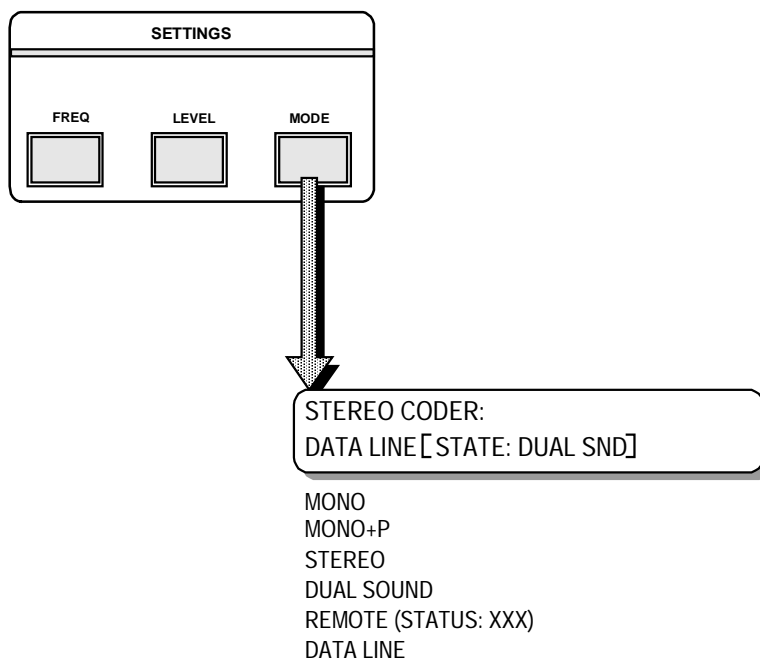 SETTINGS
FREQ LEVEL MODE
STEREO CODER:
DATA LINE[STATE: DUAL SND]
MONO
MONO+P
STEREO
DUAL SOUND
REMOTE (STATUS: XXX)
DATA LINE